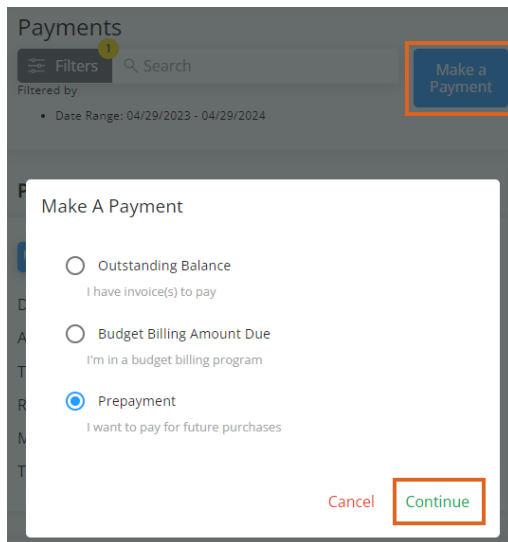 Payments
1
Filters
Search
Make a
Payment
Filtered by
• Date Range: 04/29/2023 - 04/29/2024
Make A Payment
Outstanding Balance
I have invoice(s) to pay
Budget Billing Amount Due
I'm in a budget billing program
Prepayment
I want to pay for future purchases
Cancel
Continue